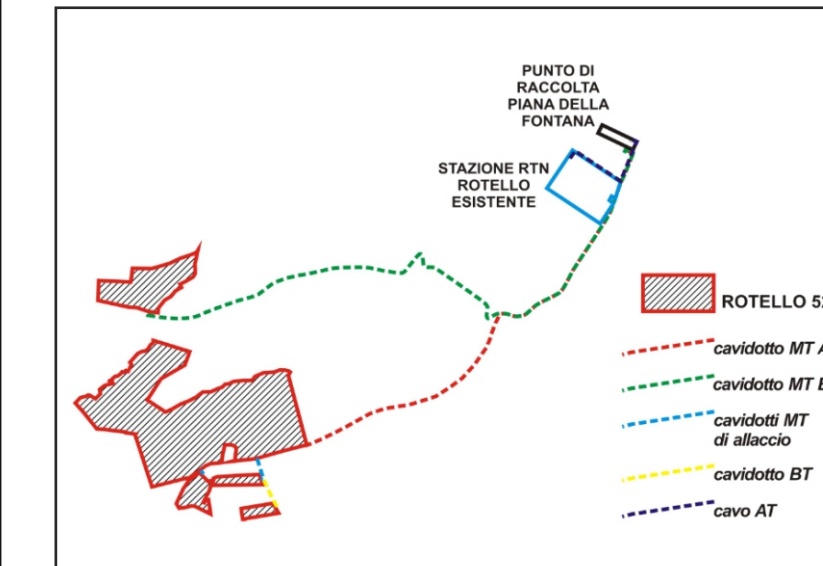 PUNTO DI
RACCOLTA
PIANA DELLA
FONTANA
STAZIONE RTN
ROTELLO
ESISTENTE
ROTELLO
cavidotto MT
cavidotto MT
cavidotti MT
di allaccio
cavidotto BT
cavo AT